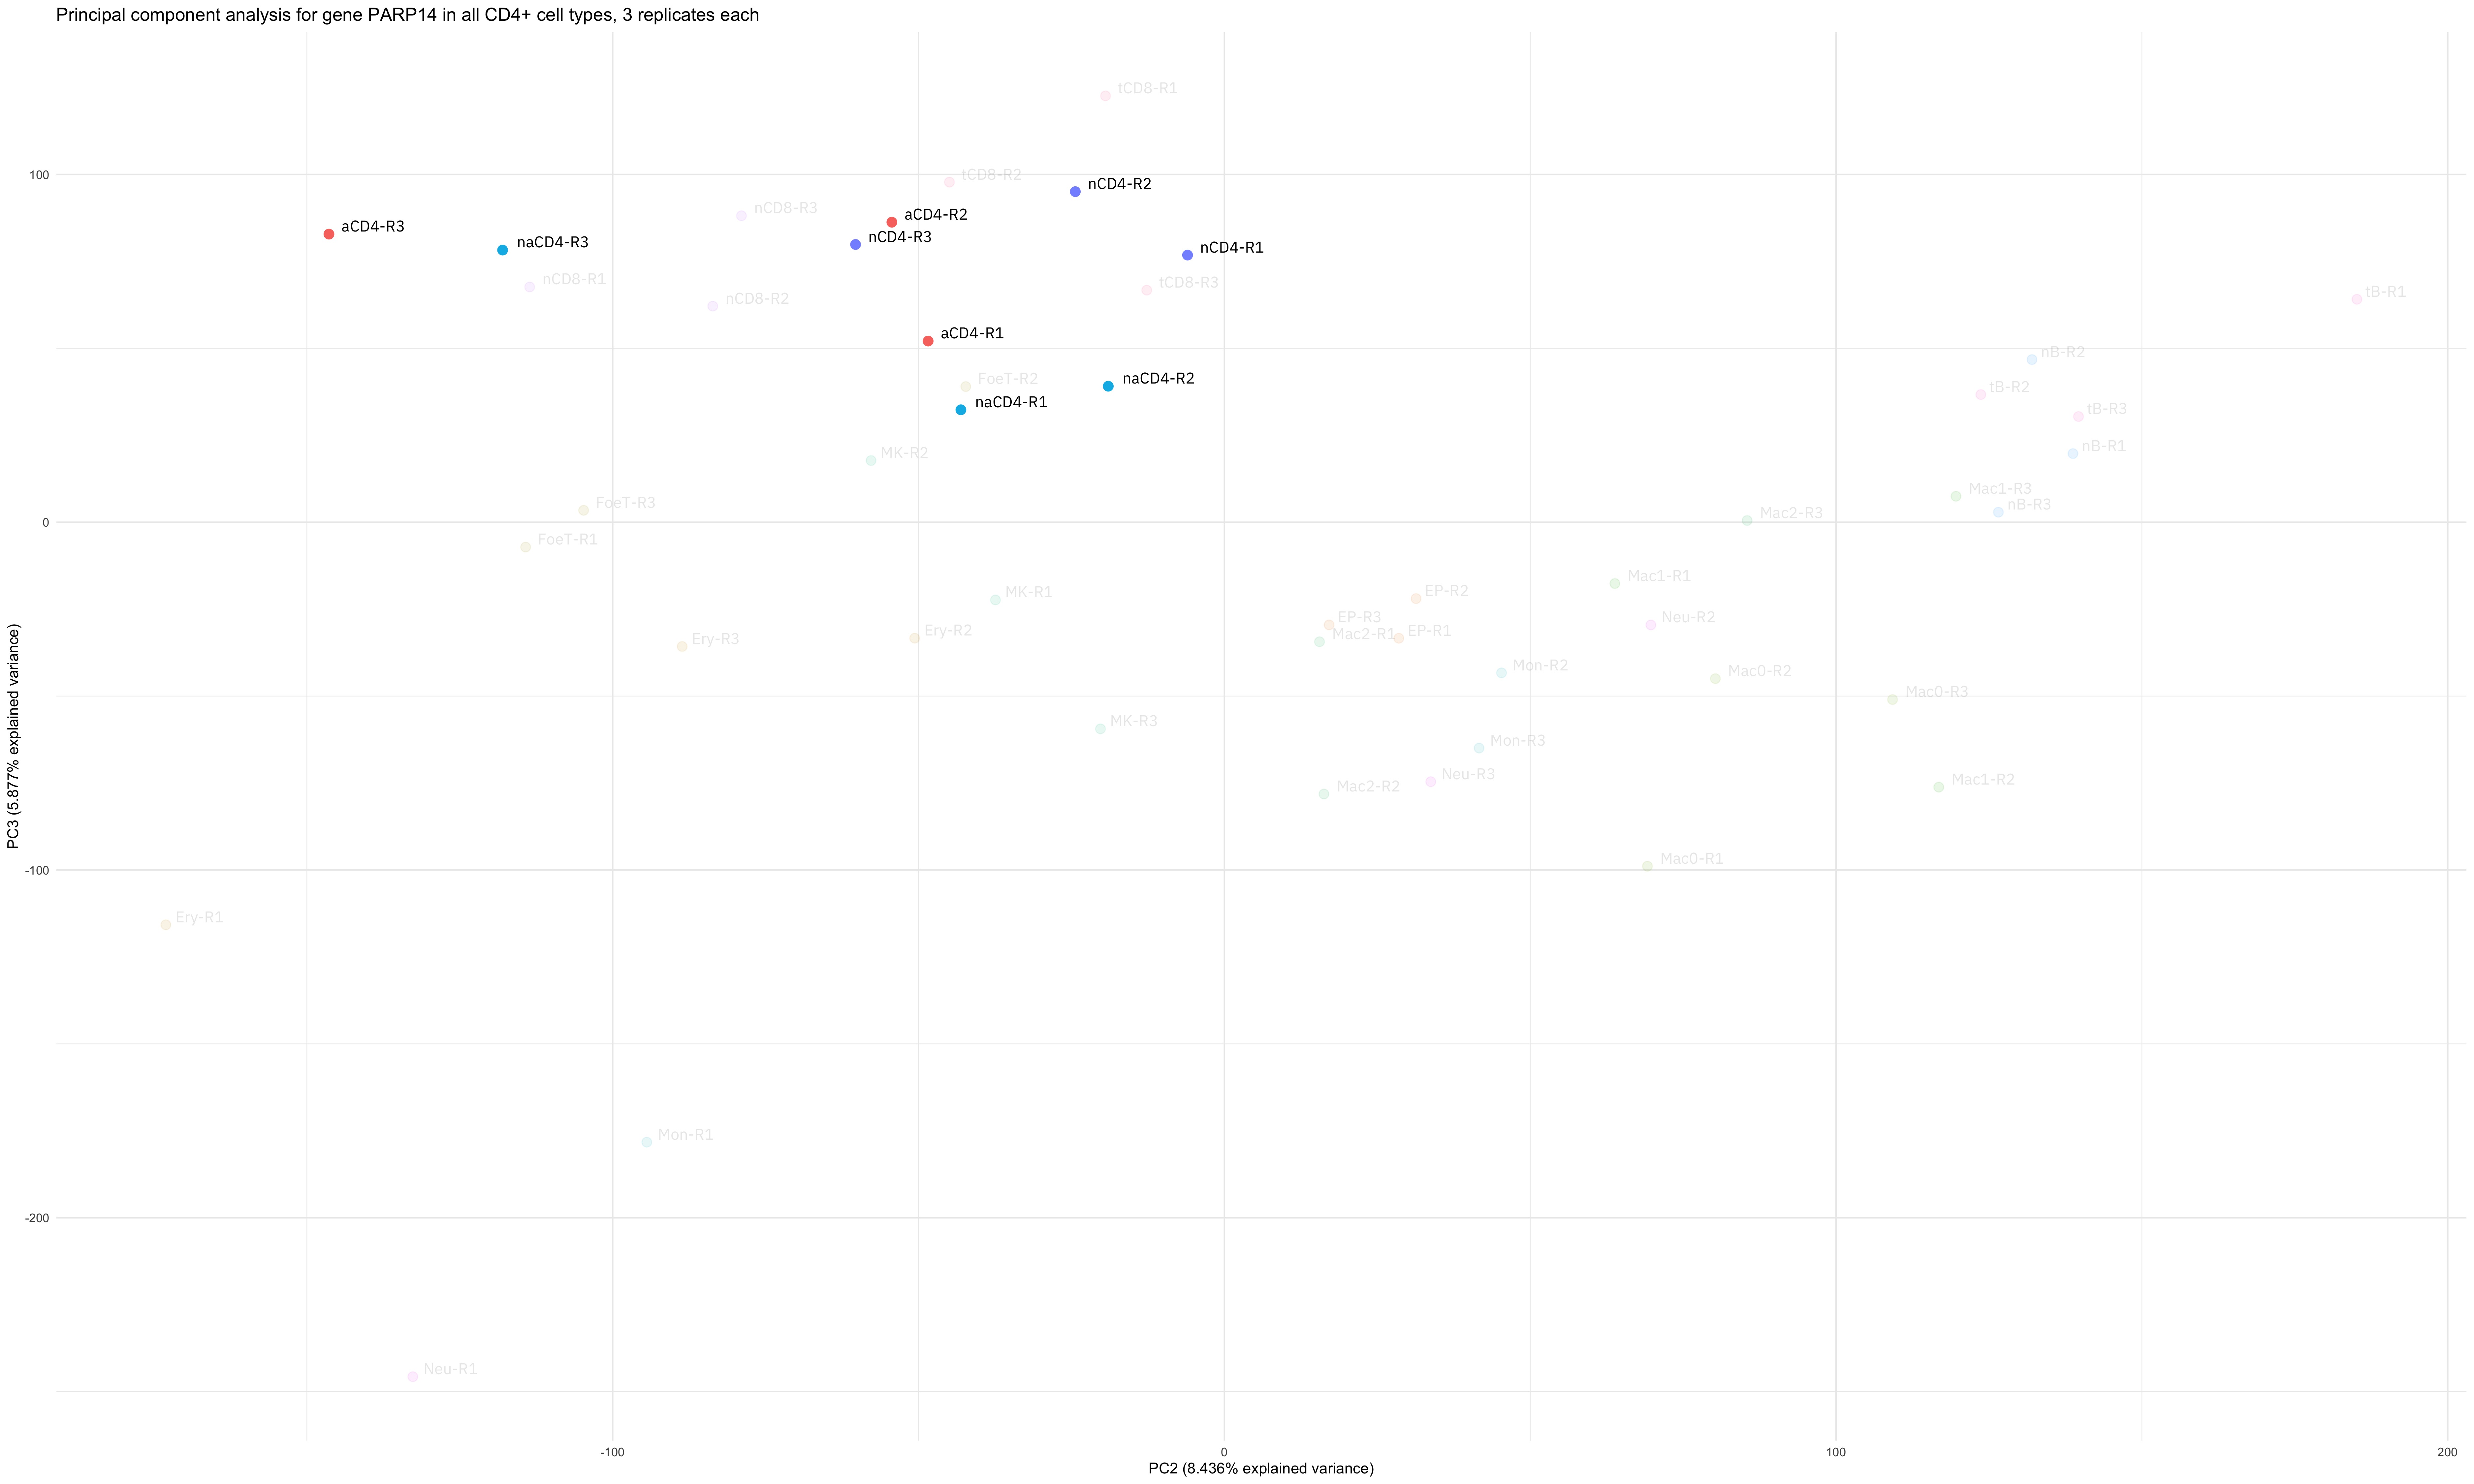 Principal component analysis for gene PARP14 in all CD4+ cell types, 3 replicates each
tCD8-R1
100
tCD8-R2
nCD4-R2
nCD8-R3
aCD4-R2
aCD4-R3
nCD4-R3
naCD4-R3
nCD4-R1
nCD8-R1
tCD8-R3
tB-R1
nCD8-R2
aCD4-R1
nB-R2
FoeT-R2
naCD4-R2
tB-R2
naCD4-R1
tB-R3
nB-R1
MK-R2
Mac1-R3
FoeT-R3
nB-R3
Mac2-R3
0
FoeT-R1
Mac1-R1
MK-R1
EP-R2
EP-R3
Neu-R2
Ery-R2
Mac2-R1
EP-R1
Ery-R3
Mon-R2
Mac0-R2
Mac0-R3
MK-R3
Mon-R3
Neu-R3
Mac1-R2
Mac2-R2
Mac0-R1
-100
Ery-R1
Mon-R1
-200
Neu-R1
PC3 (5.877% explained variance)
-100
0
100
200
PC2 (8.436% explained variance)